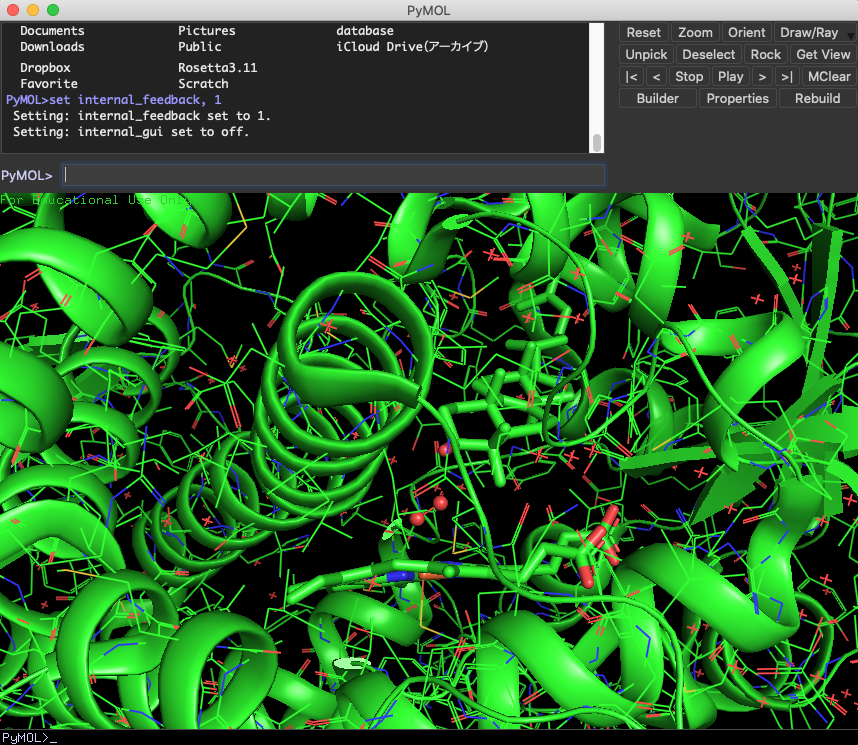 PyMOL
Documents Pictures database
Downloads Public iCloud Drive(アーカイブ)
Dropbox Rosetta3.11
Favorite Scratch
PyMOL>set internal_feedback, 1
Setting: internal_feedback set to 1.
Setting: internal_gui set to off.
PyMOL>
Reset Zoom Orient Draw/Ray
Unpick Deselect Rock Get View
|< < Stop Play > >| MClear
Builder Properties Rebuild
For Educational Use Only
PyMOL>_